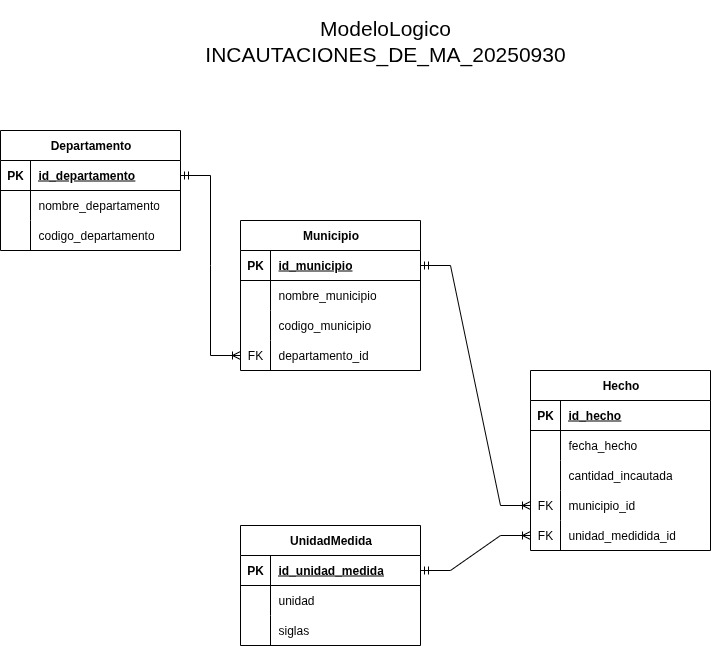 ModeloLogico
INCAUTACIONES_DE_MA_20250930
Departamento
PK id_departamento
nombre_departamento
codigo_departamento
Municipio
PK id_municipio
nombre_municipio
codigo_municipio
FK departamento_id
Hecho
PK id_hecho
fecha_hecho
cantidad_incautada
FK municipio_id
FK unidad_medidida_id
UnidadMedida
PK id_unidad_medida
unidad
siglas